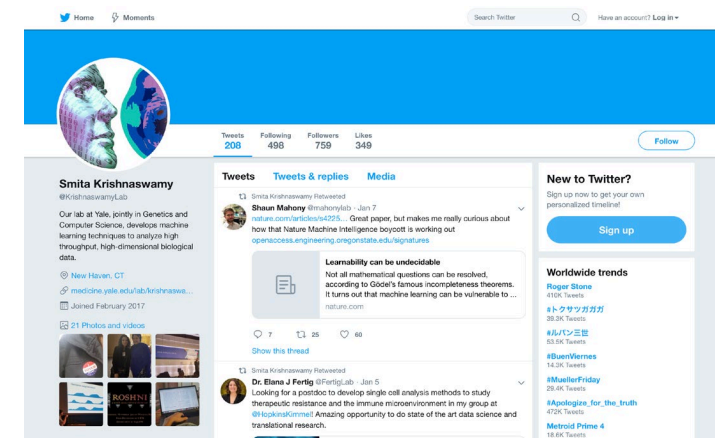 Home
Moments
Search Twitter
Have an account? Log in
Tweets
208
Following
498
Followers
759
Likes
349
Follow
Smita Krishnaswamy
@KrishnaswamyLab
Our lab at Yale, jointly in Genetics and
Computer Science, develops machine
learning techniques to analyze high
throughput, high-dimensional biological
data.
New Haven, CT
medicine.yale.edu/lab/krishnaswa...
Joined February 2017
21 Photos and videos
ROSHNI
Tweets
Tweets & replies
Media
Smita Krishnaswamy Retweeted
Shaun Mahony @mahonylab · Jan 7
nature.com/articles/s4225... Great paper, but makes me really curious about
how that Nature Machine Intelligence boycott is working out
openaccess.engineering.oregonstate.edu/signatures
Learnability can be undecidable
Not all mathematical questions can be resolved,
according to Gödel's famous incompleteness theorems.
It turns out that machine learning can be vulnerable to ...
nature.com
7
25
60
Show this thread
Smita Krishnaswamy Retweeted
Dr. Elana J Fertig @FertigLab · Jan 5
Looking for a postdoc to develop single cell analysis methods to study
therapeutic resistance and the immune microenvironment in my group at
@HopkinsKimmel! Amazing opportunity to do state of the art data science and
translational research.
New to Twitter?
Sign up now to get your own
personalized timeline!
Sign up
Worldwide trends
Roger Stone
410K Tweets
#トクサツガガガ
39.3K Tweets
#ルパン三世
53.5K Tweets
#BuenViernes
14.2K Tweets
#MuellerFriday
29.4K Tweets
#Apologize_for_the_truth
472K Tweets
Metroid Prime 4
18.6K Tweets